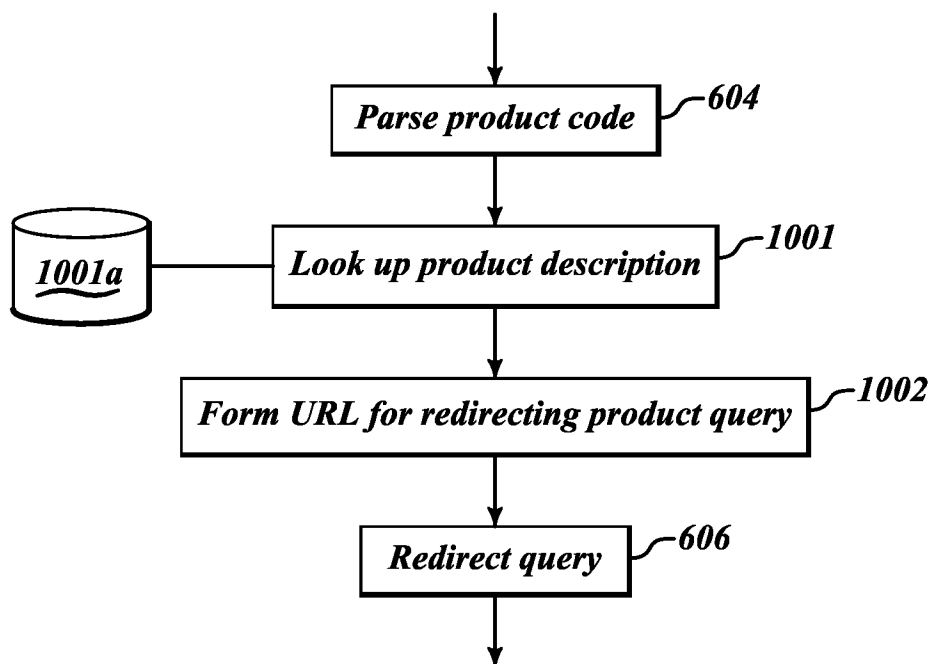 Parse product code
604
1001a
Look up product description
1001
Form URL for redirecting product query
1002
Redirect query
606